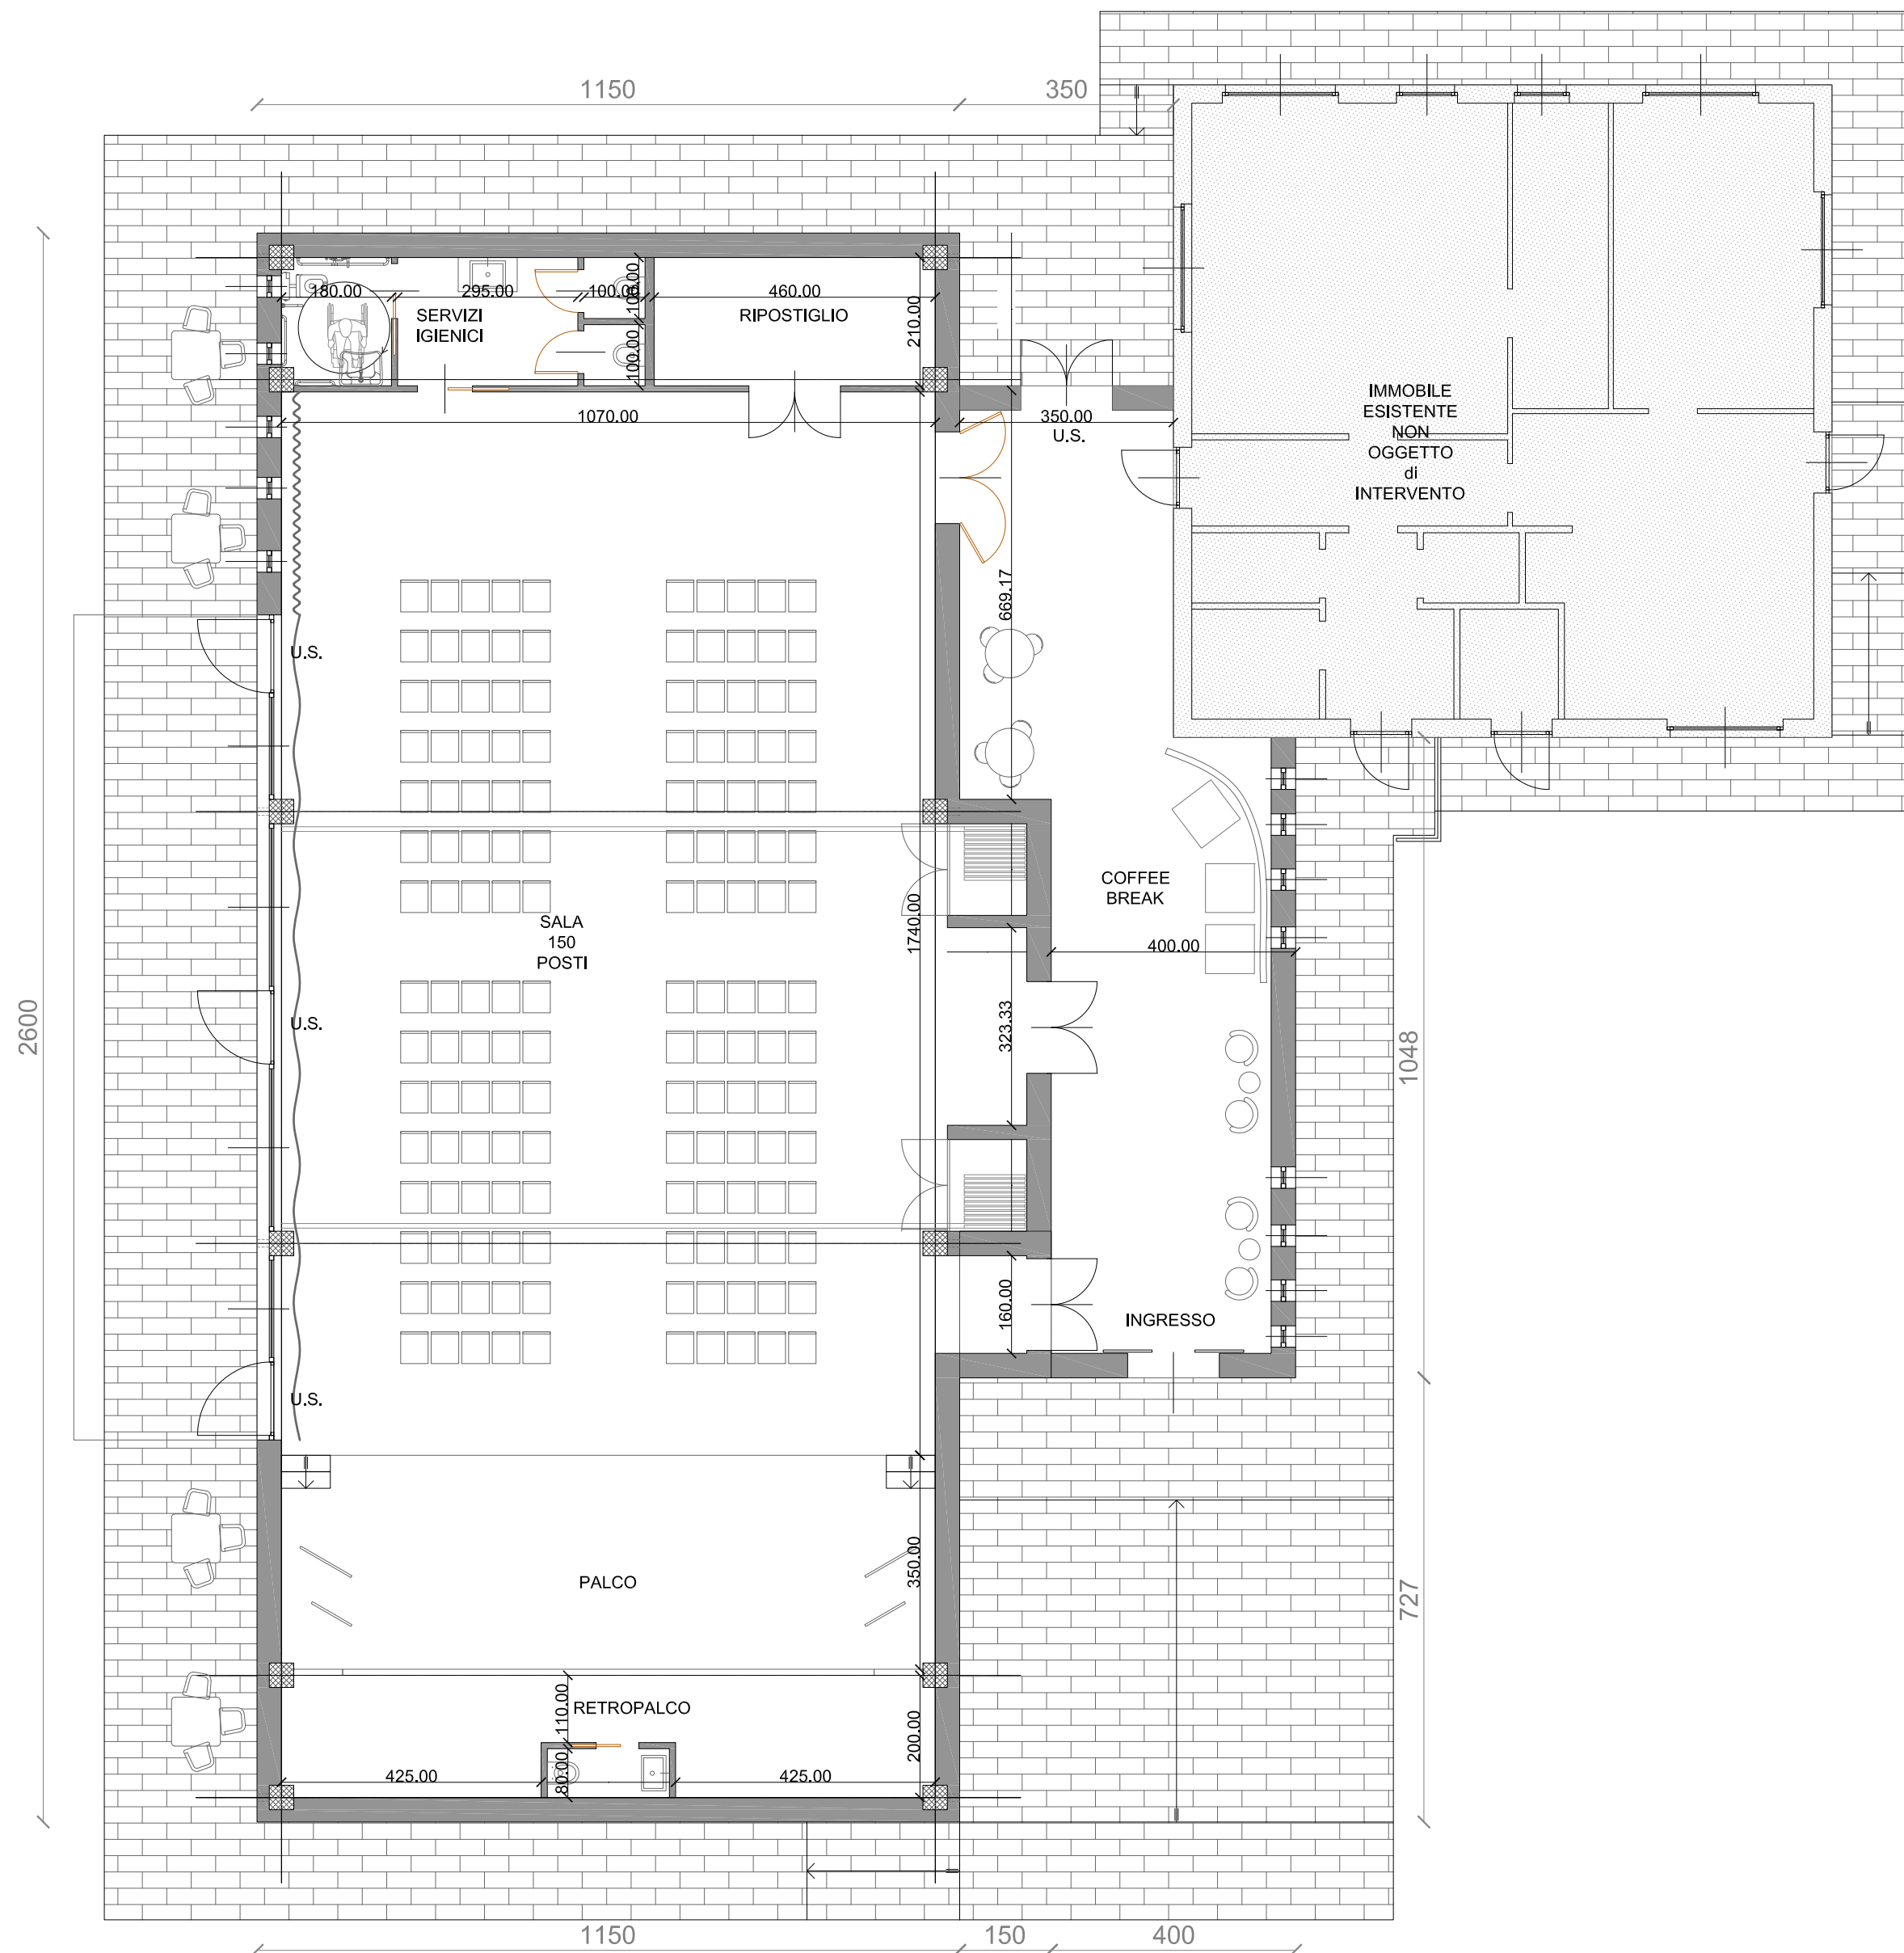 1150
350
180.00
295.00
100.00
100.00
460.00
SERVIZI
IGIENICI
RIPOSTIGLIO
210.00
100.00
1070.00
350.00
U.S.
IMMOBILE
ESISTENTE
NON
OGGETTO
di
INTERVENTO
669.17
U.S.
COFFEE
BREAK
SALA
150
POSTI
1740.00
400.00
2600
U.S.
323.33
1048
160.00
INGRESSO
U.S.
350.00
PALCO
727
110.00
RETROPALCO
200.00
80.00
425.00
425.00
1150
150
400